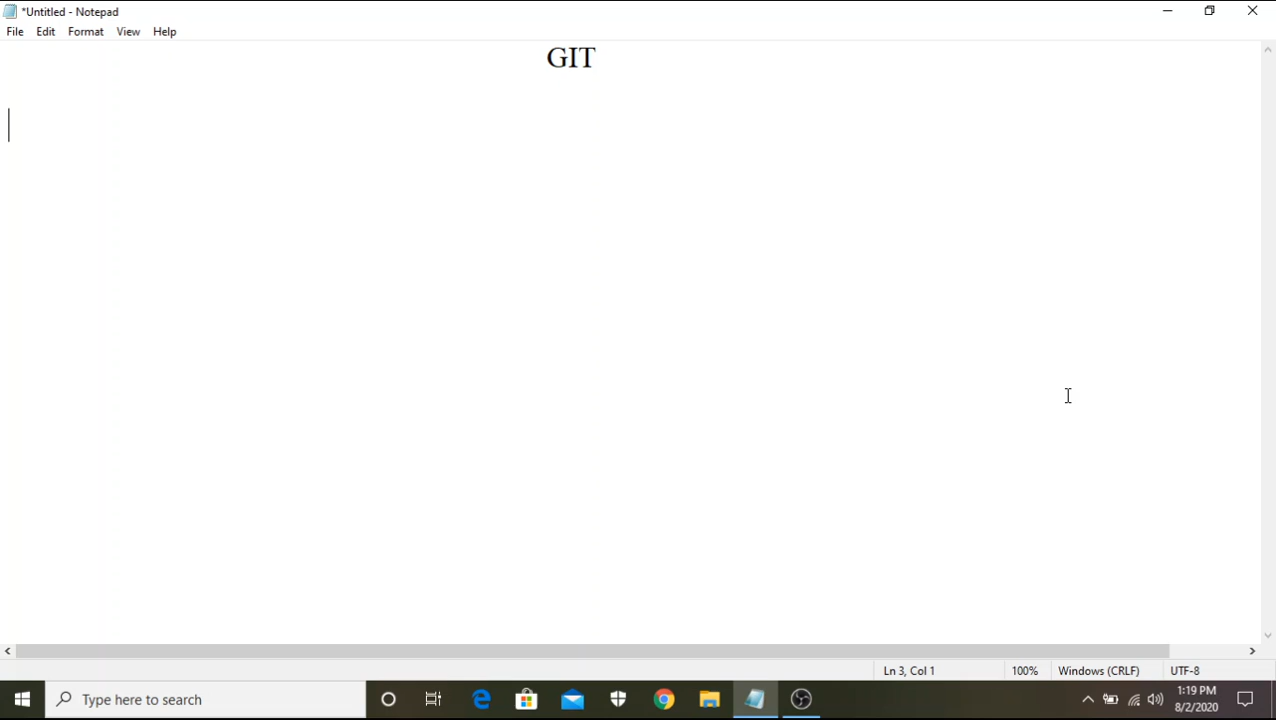 *Untitled - Notepad
File Edit Format View Help
GIT
Ln 3, Col 1 100% Windows (CRLF) UTF-8
Type here to search
1:19 PM
8/2/2020